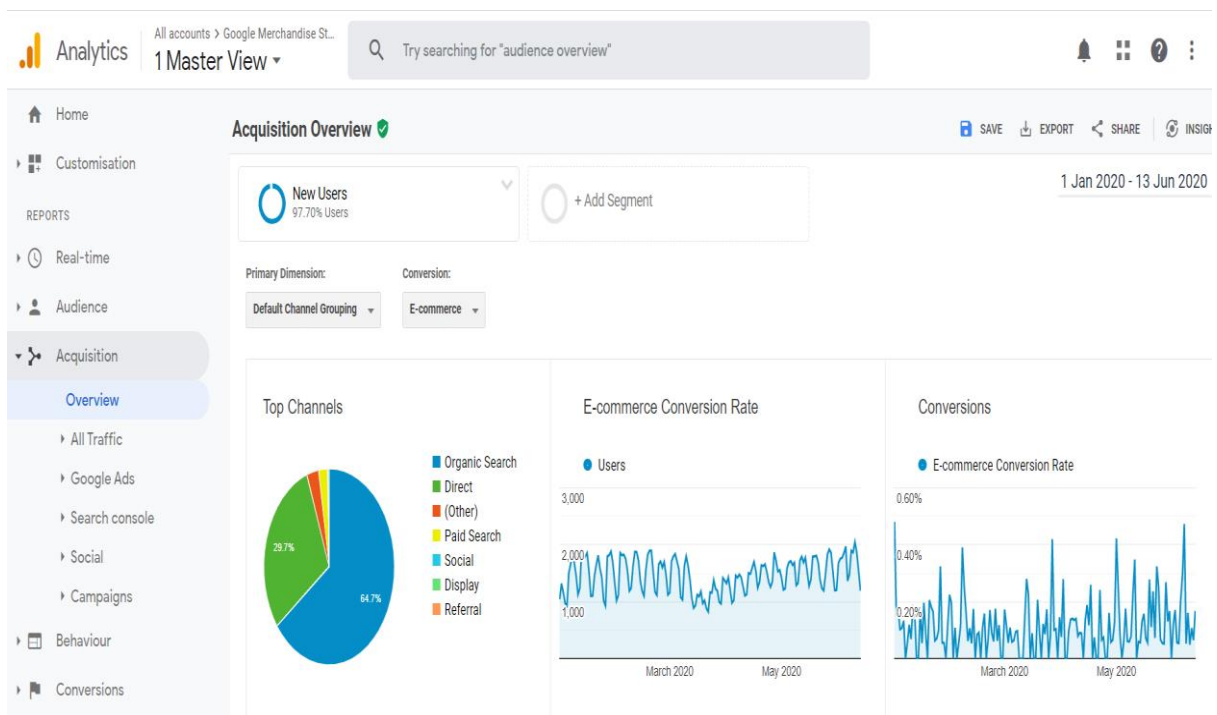 Analytics
All accounts > Google Merchandise St...
1 Master View
Try searching for "audience overview"
Home
Customisation
REPORTS
Real-time
Audience
Acquisition
Overview
All Traffic
Google Ads
Search console
Social
Campaigns
Behaviour
Conversions
Acquisition Overview
SAVE
EXPORT
SHARE
INSIGH
New Users
97.70% Users
+ Add Segment
1 Jan 2020 - 13 Jun 2020
Primary Dimension:
Conversion:
Default Channel Grouping
E-commerce
Top Channels
Organic Search
Direct
(Other)
Paid Search
Social
Display
Referral
29.7%
64.7%
E-commerce Conversion Rate
Users
3,000
2,000
1,000
March 2020
May 2020
Conversions
E-commerce Conversion Rate
0.60%
0.40%
0.20%
March 2020
May 2020